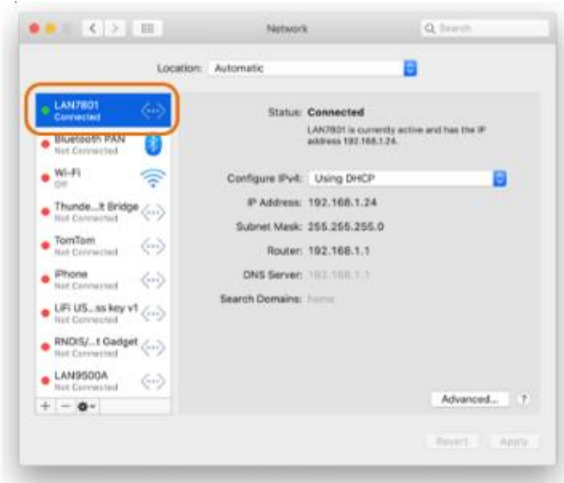 Network
Search
Location: Automatic
LAN7801
Connected
Bluetooth PAN
Not Connected
Wi-Fi
Off
Thunde...t Bridge
Not Connected
TomTom
Not Connected
iPhone
Not Connected
LiFi US...ss key v1
Not Connected
RNDIS/...t Gadget
Not Connected
LAN9500A
Not Connected
Status: Connected
LAN7801 is currently active and has the IP
address 192.168.1.24.
Configure IPv4: Using DHCP
IP Address: 192.168.1.24
Subnet Mask: 255.255.255.0
Router: 192.168.1.1
DNS Server: 192.168.1.1
Search Domains: home
Advanced... ?
Revert Apply